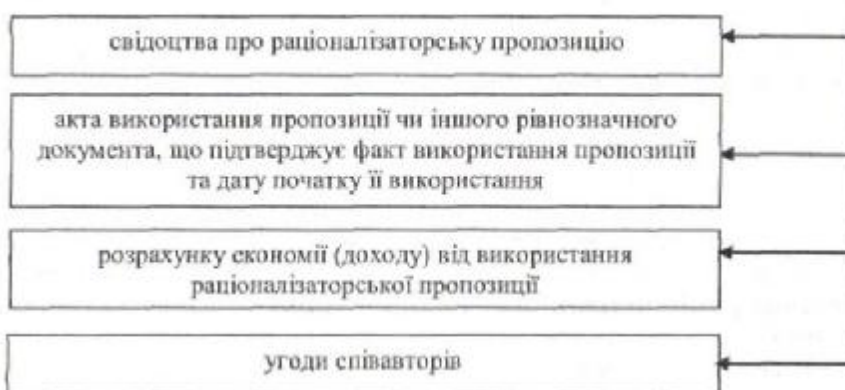 свідоцтва про раціоналізаторську пропозицію
акта використання пропозиції чи іншого рівнозначного
документа, що підтверджує факт використання пропозиції
та дату початку її використання
розрахунку економії (доходу) від використання
раціоналізаторської пропозиції
угоди співавторів